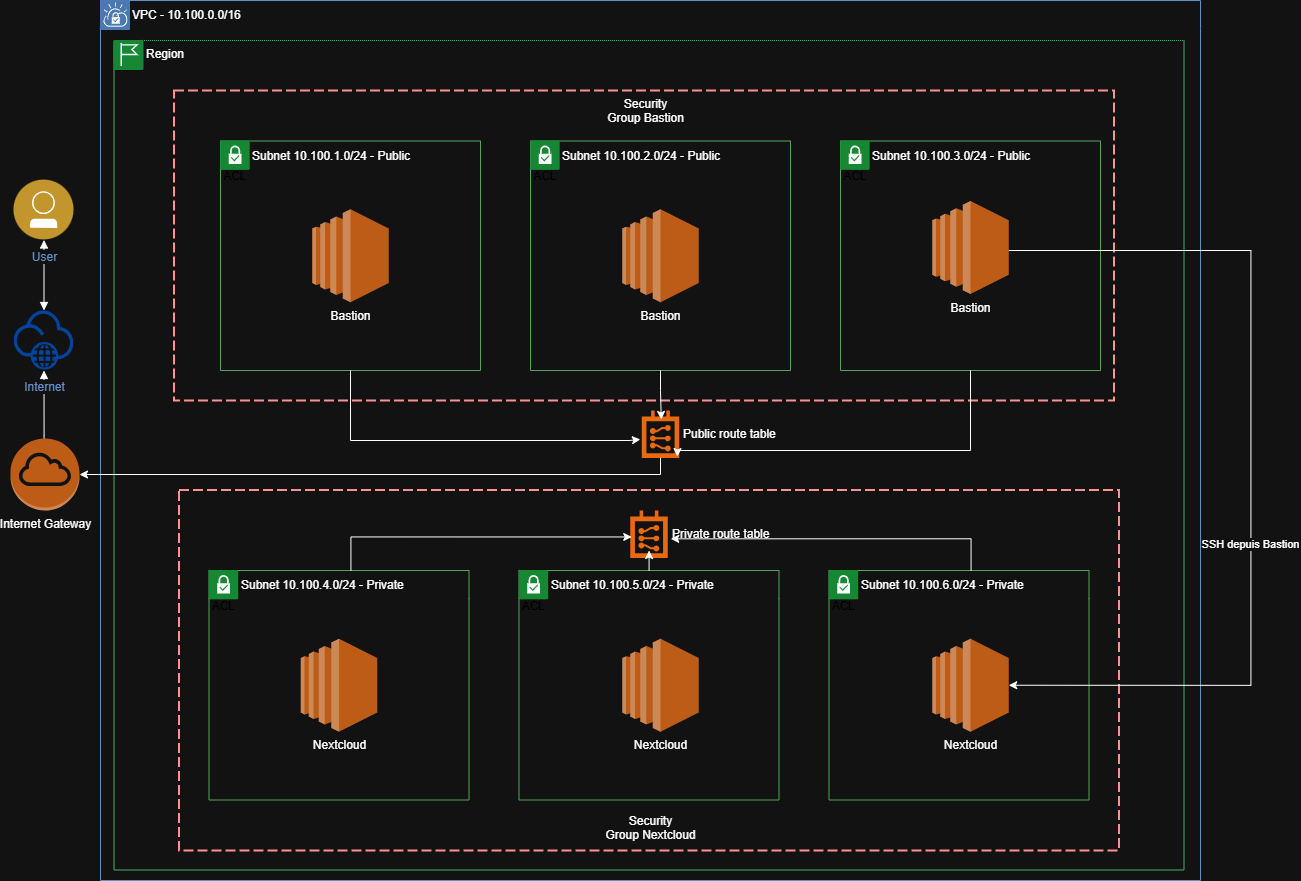 VPC - 10.100.0.0/16
Region
Security
Group Bastion
Subnet 10.100.1.0/24 - Public
ACL
Subnet 10.100.2.0/24 - Public
ACL
Subnet 10.100.3.0/24 - Public
ACL
Bastion
Bastion
Bastion
User
Internet
Internet Gateway
Public route table
Private route table
SSH depuis Bastion
Subnet 10.100.4.0/24 - Private
ACL
Subnet 10.100.5.0/24 - Private
ACL
Subnet 10.100.6.0/24 - Private
ACL
Nextcloud
Nextcloud
Nextcloud
Security
Group Nextcloud